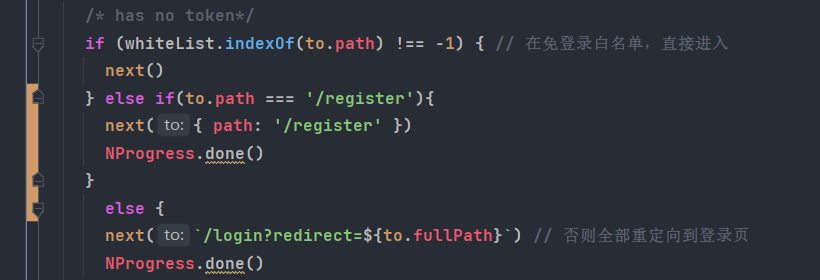 /* has no token*/
if (whiteList.indexOf(to.path) !== -1) { // 在免登录白名单，直接进入
next()
} else if(to.path === '/register'){
next( to: { path: '/register' })
NProgress.done()
}
else {
next( to: `/login?redirect=${to.fullPath}`) // 否则全部重定向到登录页
NProgress.done()